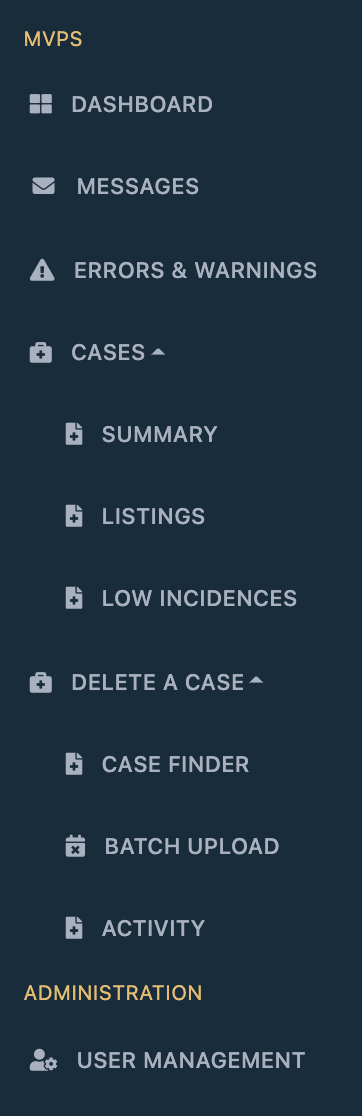 MVPS
DASHBOARD
MESSAGES
ERRORS & WARNINGS
CASES
SUMMARY
LISTINGS
LOW INCIDENCES
DELETE A CASE
CASE FINDER
BATCH UPLOAD
ACTIVITY
ADMINISTRATION
USER MANAGEMENT